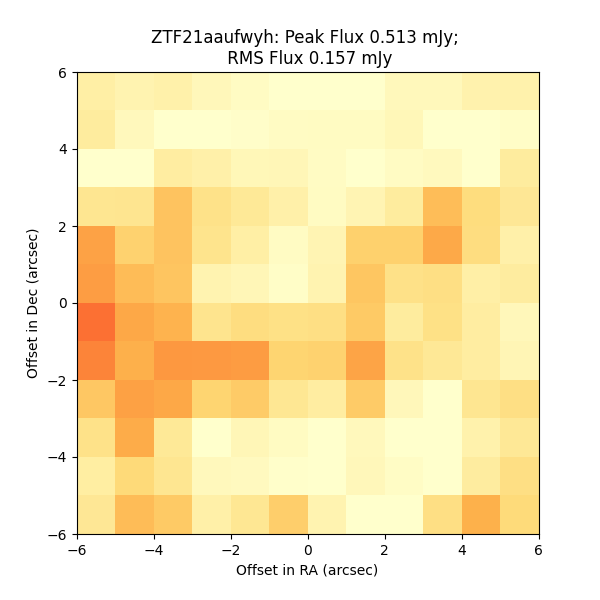 ZTF21aaufwyh: Peak Flux 0.513 mJy;
RMS Flux 0.157 mJy
6
4
2
0
−2
−4
−6
Offset in Dec (arcsec)
−6 −4 −2 0 2 4 6
Offset in RA (arcsec)